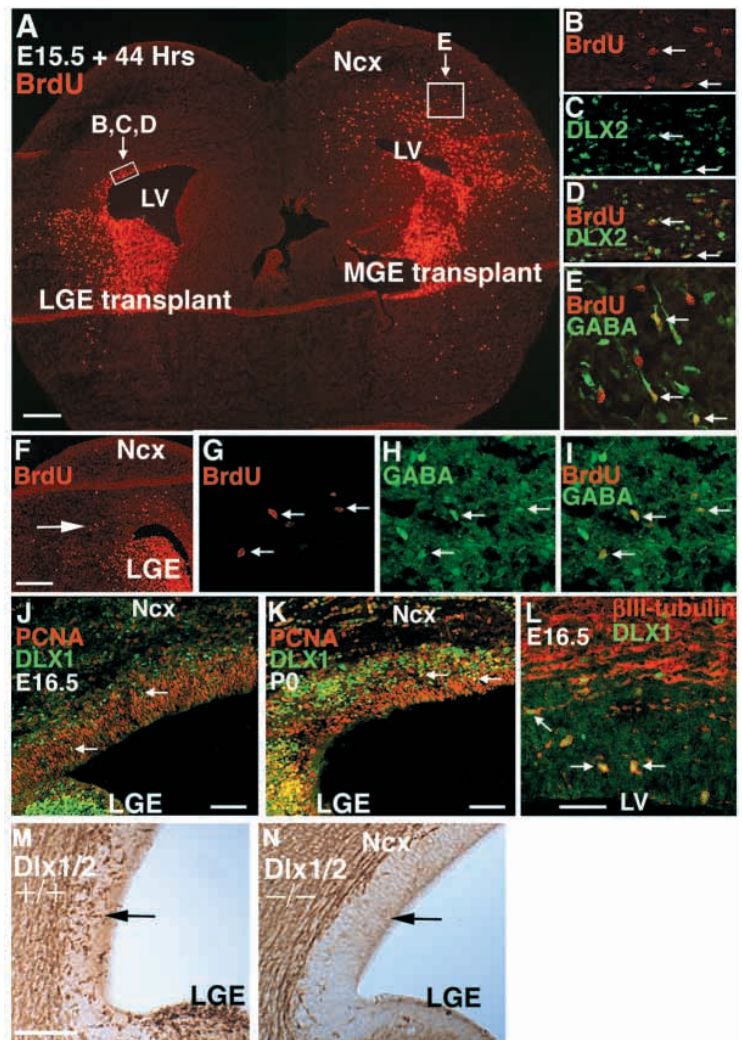 A
E15.5 + 44 Hrs
BrdU
Ncx
E
B,C,D
LV
LV
LGE transplant
MGE transplant
B
BrdU
C
DLX2
D
BrdU
DLX2
E
BrdU
GABA
F
Ncx
BrdU
LGE
G
BrdU
H
GABA
I
BrdU
GABA
J
Ncx
PCNA
DLX1
E16.5
LGE
K
Ncx
PCNA
DLX1
P0
LGE
L
βIII-tubulin
E16.5
DLX1
LV
M
Dlx1/2
+/+
LGE
N
Ncx
Dlx1/2
−/−
LGE